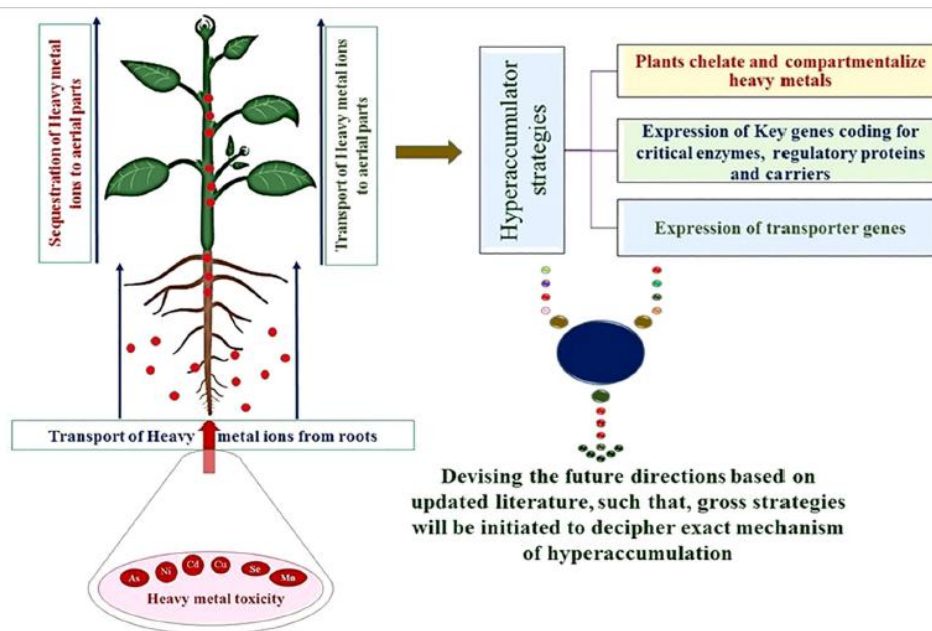 Sequestration of Heavy metal
ions to aerial parts
Transport of Heavy metal ions
to aerial parts
Hyperaccumulator
strategies
Plants chelate and compartmentalize
heavy metals
Expression of Key genes coding for
critical enzymes, regulatory proteins
and carriers
Expression of transporter genes
Transport of Heavy metal ions from roots
As Ni Cd Cu Se Mn
Heavy metal toxicity
Devising the future directions based on
updated literature, such that, gross strategies
will be initiated to decipher exact mechanism
of hyperaccumulation